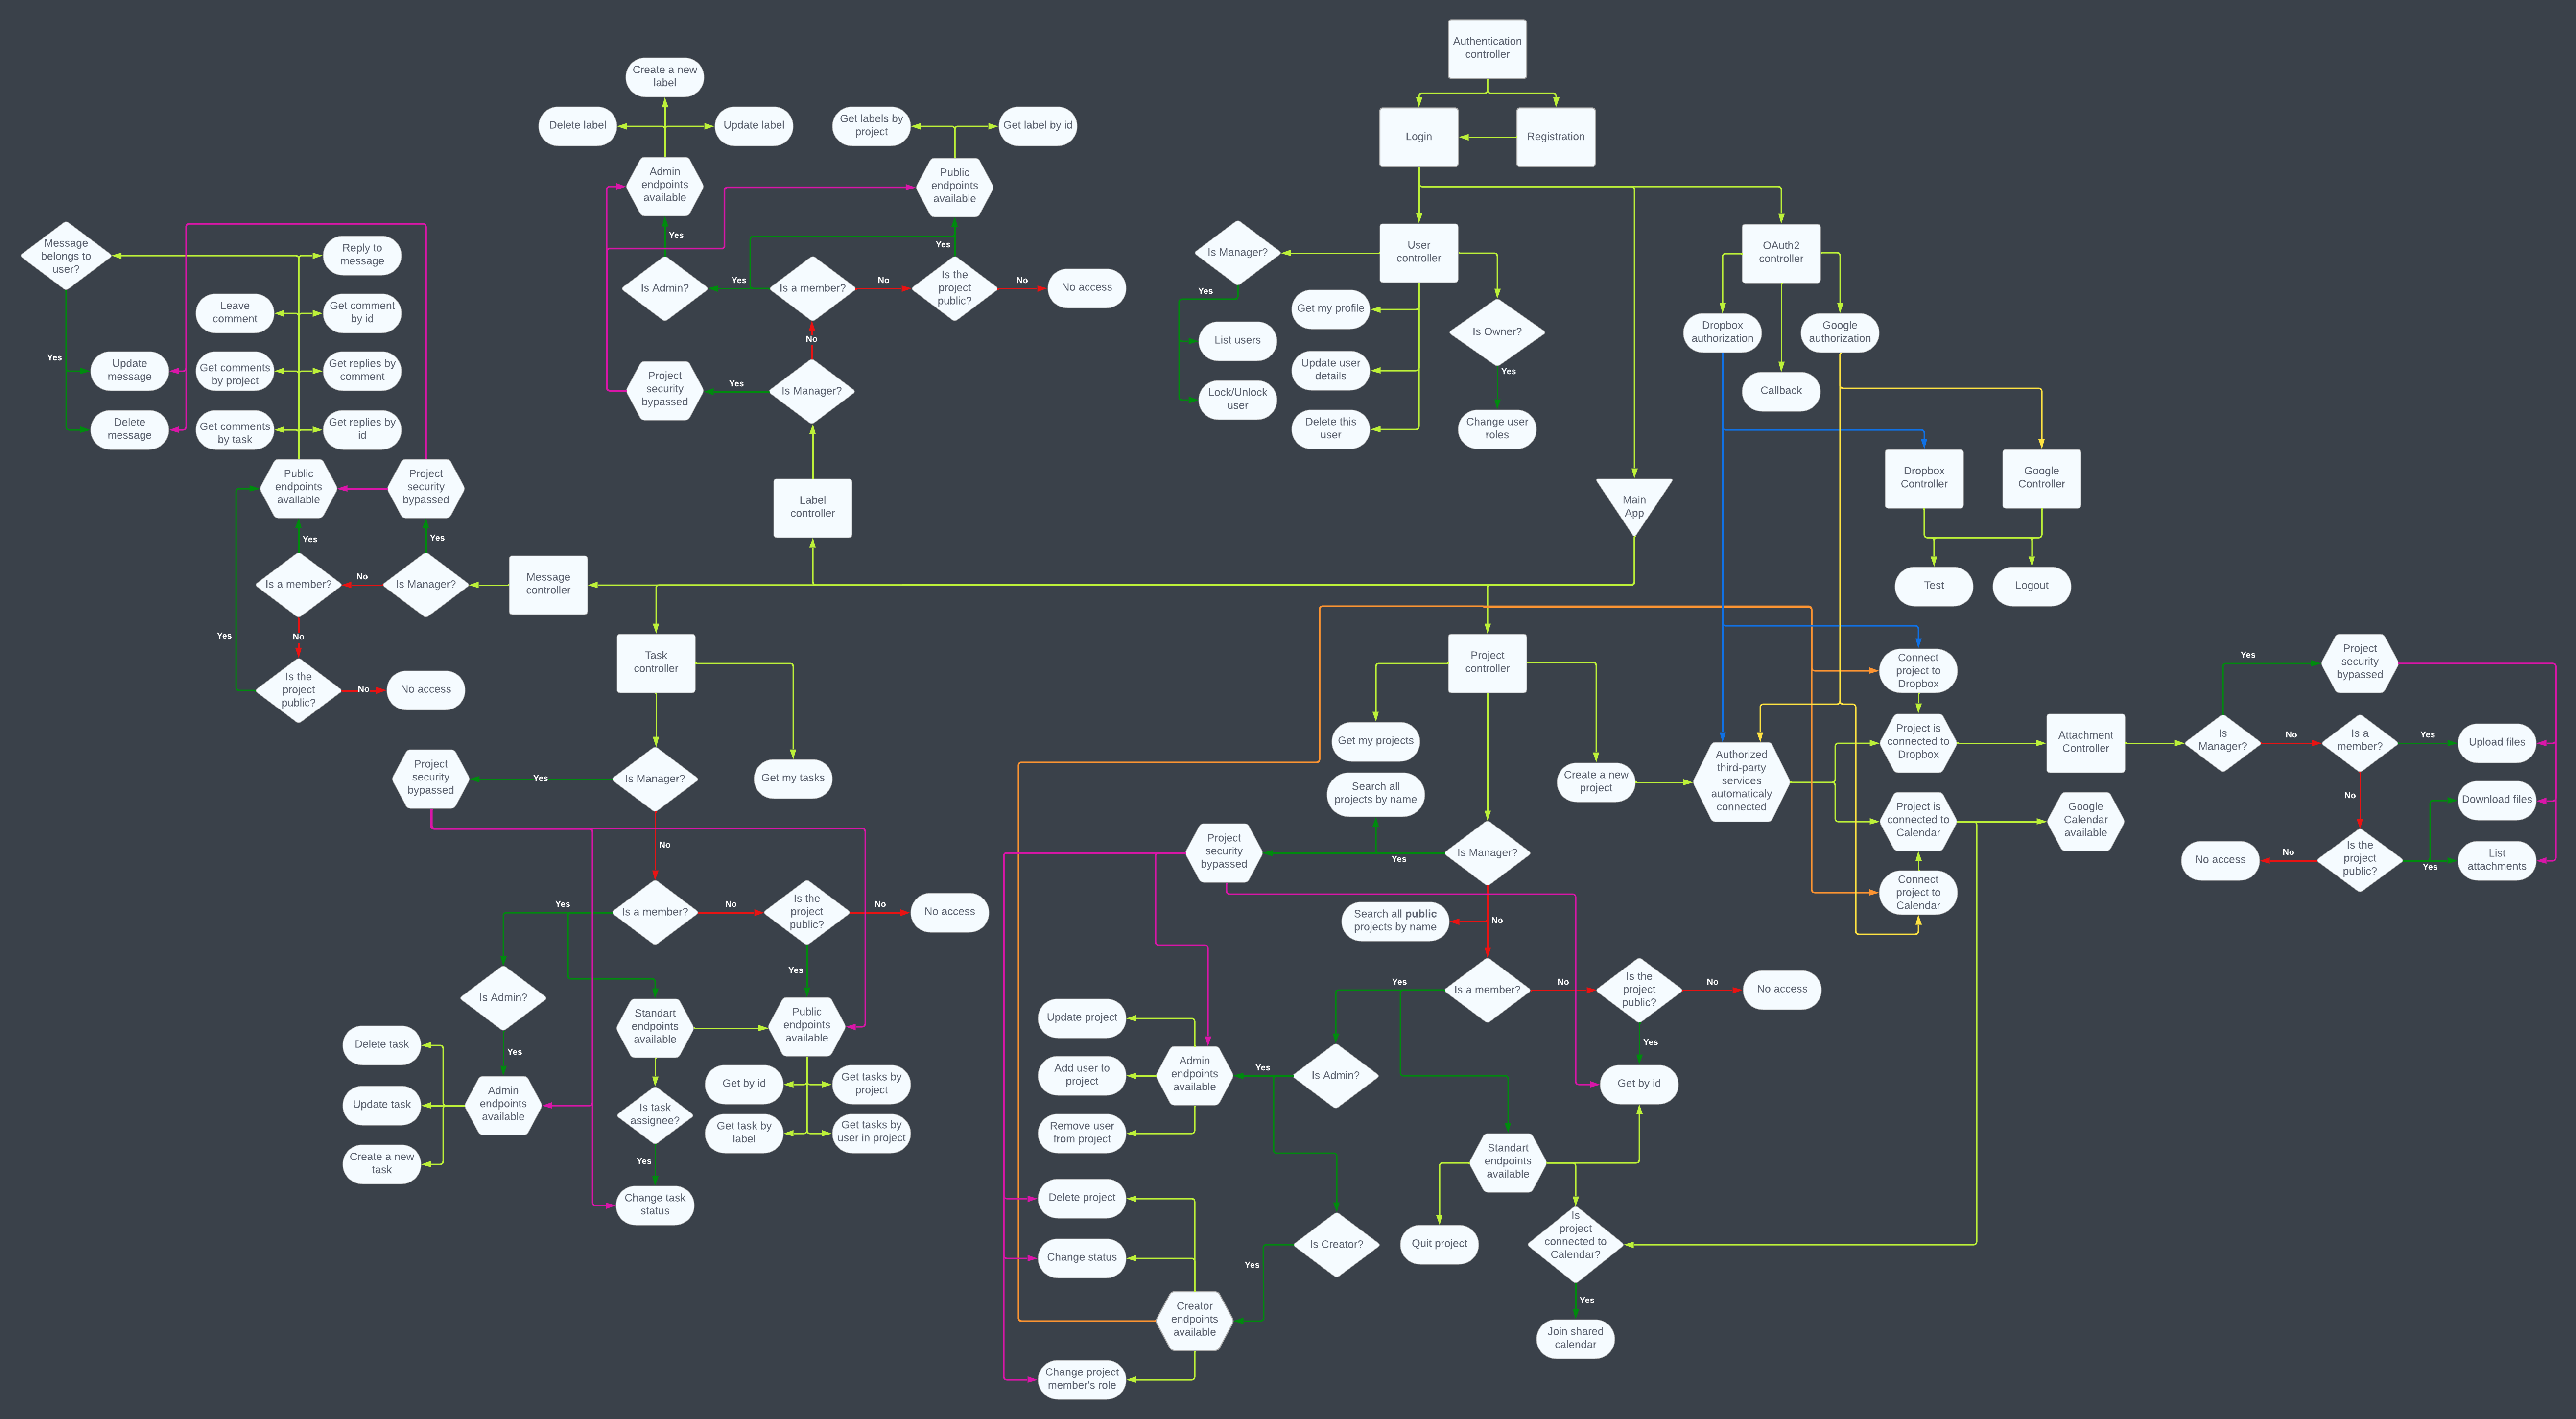 Authentication
controller
Login
Registration
Create a new
label
Delete label
Update label
Get labels by
project
Get label by id
Admin
endpoints
available
Public
endpoints
available
Yes
Yes
Is Admin?
Yes
Is a member?
No
Is the
project
public?
No
No access
No
Project
security
bypassed
Yes
Is Manager?
Label
controller
Message
belongs to
user?
Reply to
message
Leave
comment
Get comment
by id
Yes
Update
message
Get comments
by project
Get replies by
comment
Delete
message
Get comments
by task
Get replies by
id
Public
endpoints
available
Project
security
bypassed
Yes
Yes
Is a member?
No
Is Manager?
Message
controller
Yes
No
Is the
project
public?
No
No access
Is Manager?
User
controller
Yes
Get my profile
Is Owner?
List users
Update user
details
Yes
Lock/Unlock
user
Delete this
user
Change user
roles
OAuth2
controller
Dropbox
authorization
Google
authorization
Callback
Dropbox
Controller
Google
Controller
Main
App
Test
Logout
Task
controller
Project
security
bypassed
Yes
Is Manager?
Get my tasks
No
Yes
Is a member?
No
Is the
project
public?
No
No access
Yes
Is Admin?
Yes
Standart
endpoints
available
Public
endpoints
available
Delete task
Update task
Create a new
task
Admin
endpoints
available
Is task
assignee?
Get by id
Get tasks by
project
Get task by
label
Get tasks by
user in project
Yes
Change task
status
Project
controller
Get my projects
Search all
projects by name
Create a new
project
Authorized
third-party
services
automaticaly
connected
Project
security
bypassed
Yes
Is Manager?
No
Search all public
projects by name
Yes
Is a member?
No
Is the
project
public?
No
No access
Yes
Get by id
Update project
Add user to
project
Remove user
from project
Admin
endpoints
available
Yes
Is Admin?
Standart
endpoints
available
Delete project
Change status
Is Creator?
Yes
Quit project
Is
project
connected to
Calendar?
Yes
Join shared
calendar
Creator
endpoints
available
Change project
member's role
Connect
project to
Dropbox
Project is
connected to
Dropbox
Project is
connected to
Calendar
Connect
project to
Calendar
Attachment
Controller
Google
Calendar
available
Is
Manager?
Yes
Project
security
bypassed
No
Is a
member?
Yes
Upload files
No
Download files
No access
No
Is the
project
public?
Yes
List
attachments